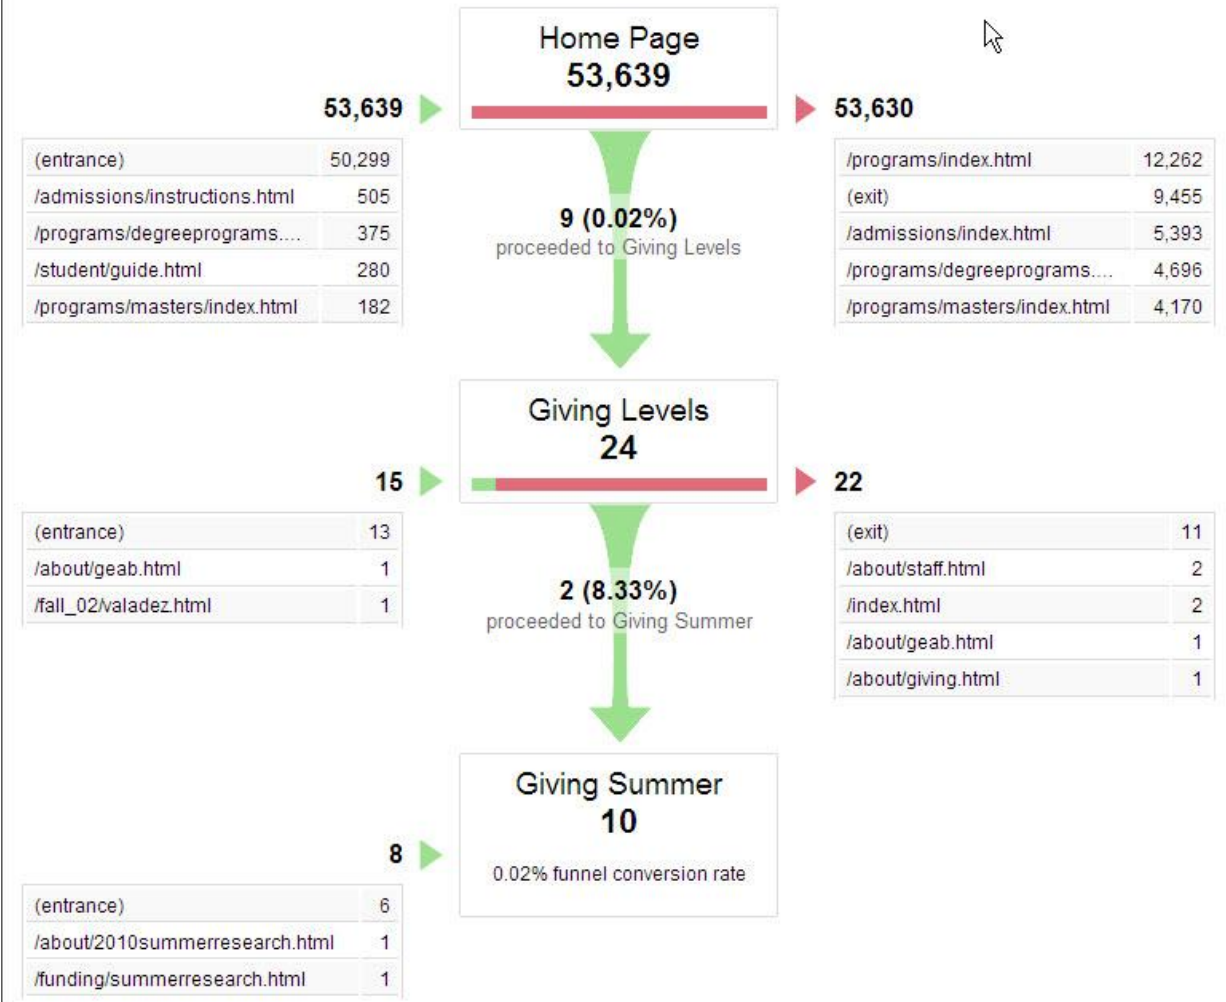 Home Page
53,639
53,639
53,630
(entrance) 50,299
/admissions/instructions.html 505
/programs/degreeprograms.... 375
/student/guide.html 280
/programs/masters/index.html 182
/programs/index.html 12,262
(exit) 9,455
/admissions/index.html 5,393
/programs/degreeprograms.... 4,696
/programs/masters/index.html 4,170
9 (0.02%)
proceeded to Giving Levels
Giving Levels
24
15
22
(entrance) 13
/about/geab.html 1
/fall_02/valadez.html 1
(exit) 11
/about/staff.html 2
/index.html 2
/about/geab.html 1
/about/giving.html 1
2 (8.33%)
proceeded to Giving Summer
Giving Summer
10
0.02% funnel conversion rate
8
(entrance) 6
/about/2010summerresearch.html 1
/funding/summerresearch.html 1